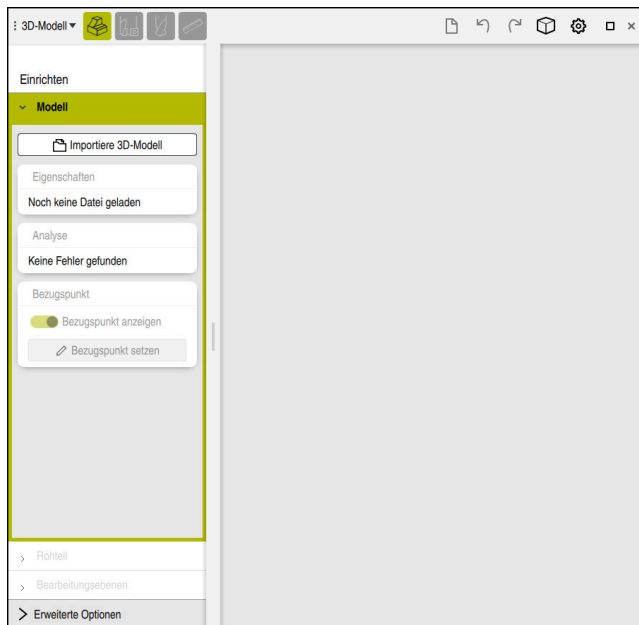 3D-Modell
Einrichten
Modell
Importiere 3D-Modell
Eigenschaften
Noch keine Datei geladen
Analyse
Keine Fehler gefunden
Bezugspunkt
Bezugspunkt anzeigen
Bezugspunkt setzen
Rohteil
Bearbeitungsebenen
Erweiterte Optionen